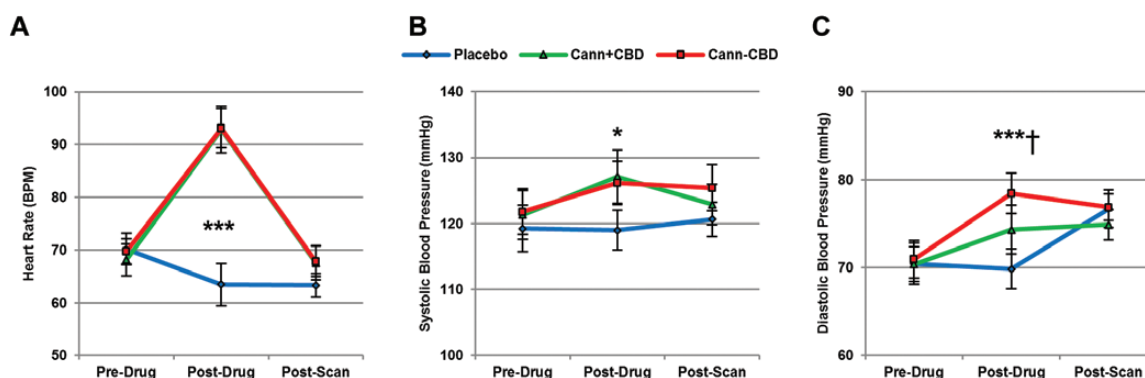 A
B
C
Placebo Cann+CBD Cann-CBD
Heart Rate (BPM)
100
90
80
70
60
50
***
Pre-Drug Post-Drug Post-Scan
Systolic Blood Pressure (mmHg)
140
130
120
110
100
*
Pre-Drug Post-Drug Post-Scan
Diastolic Blood Pressure (mmHg)
90
80
70
60
***†
Pre-Drug Post-Drug Post-Scan